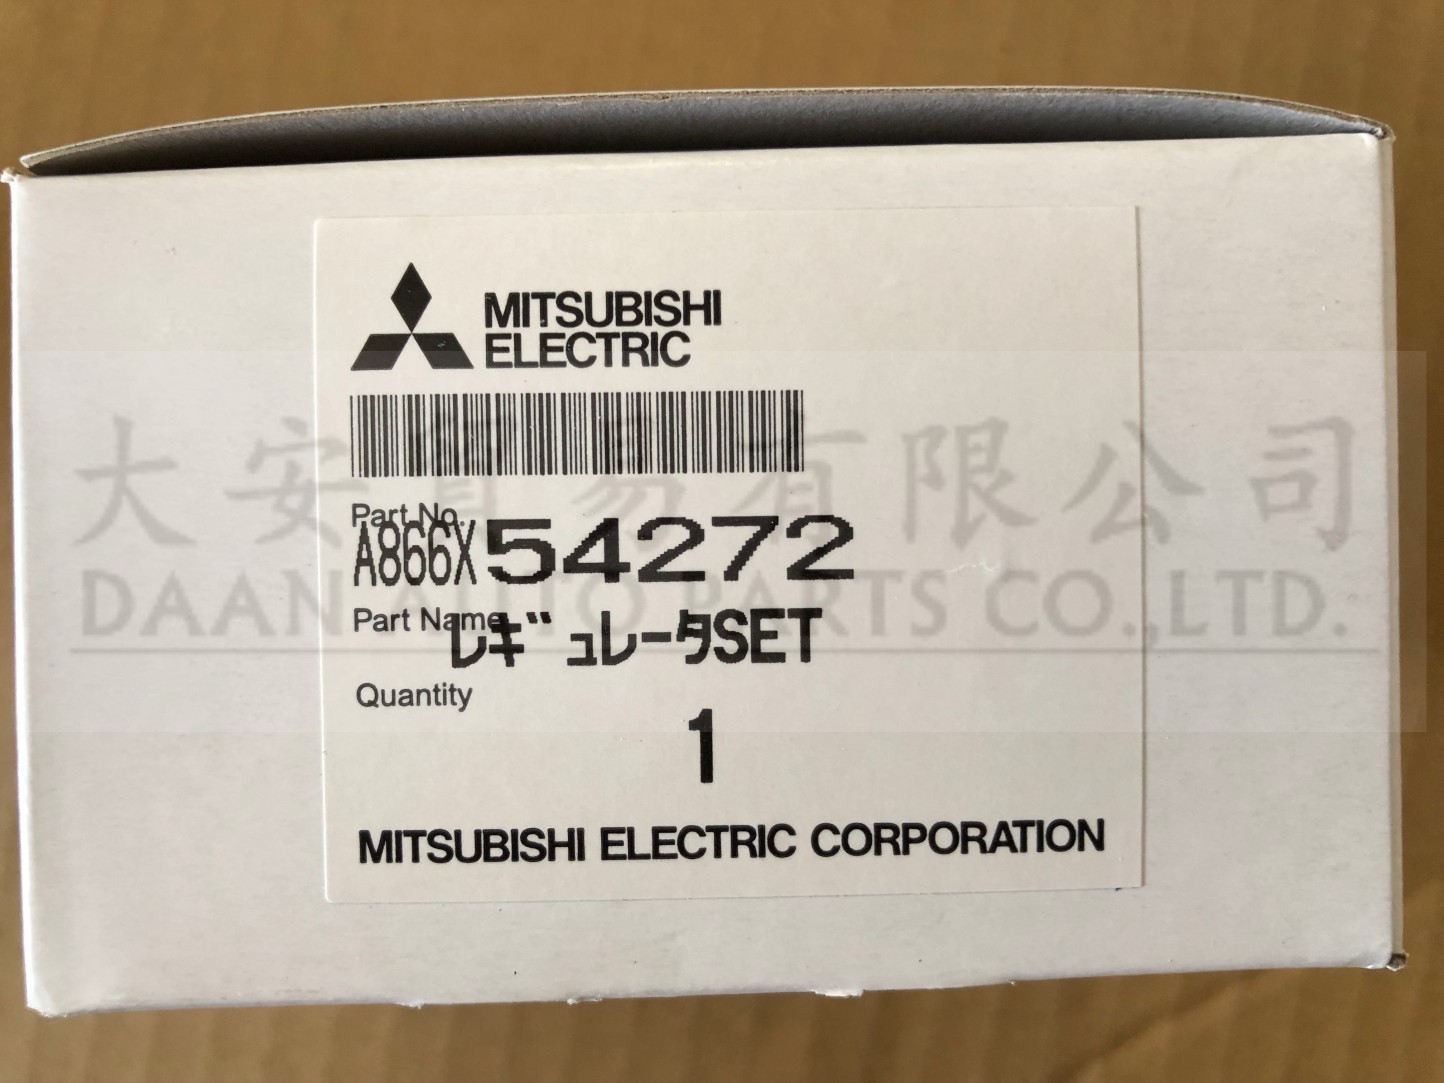 MITSUBISHI
ELECTRIC
大安貿易有限公司
Part No.
A866X54272
DAAN AUTO PARTS CO.,LTD.
Part Name
レギュレータSET
Quantity
1
MITSUBISHI ELECTRIC CORPORATION